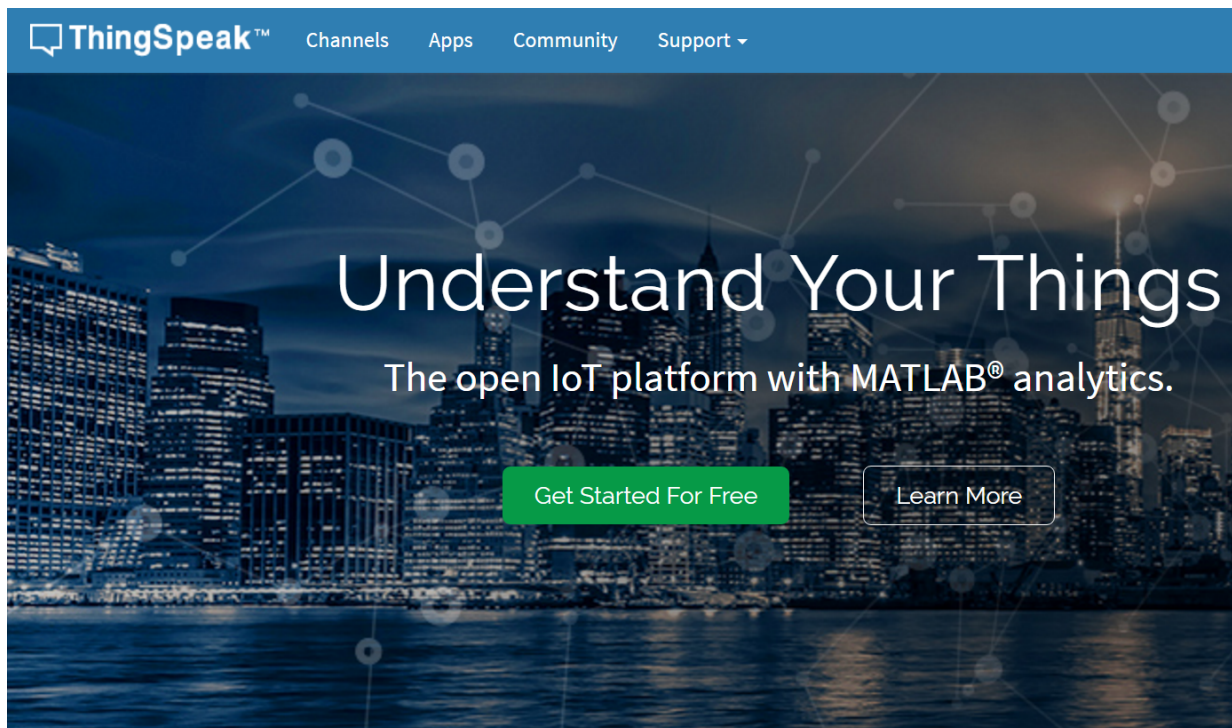 ThingSpeak™ Channels Apps Community Support
Understand Your Things
The open IoT platform with MATLAB® analytics.
Get Started For Free Learn More